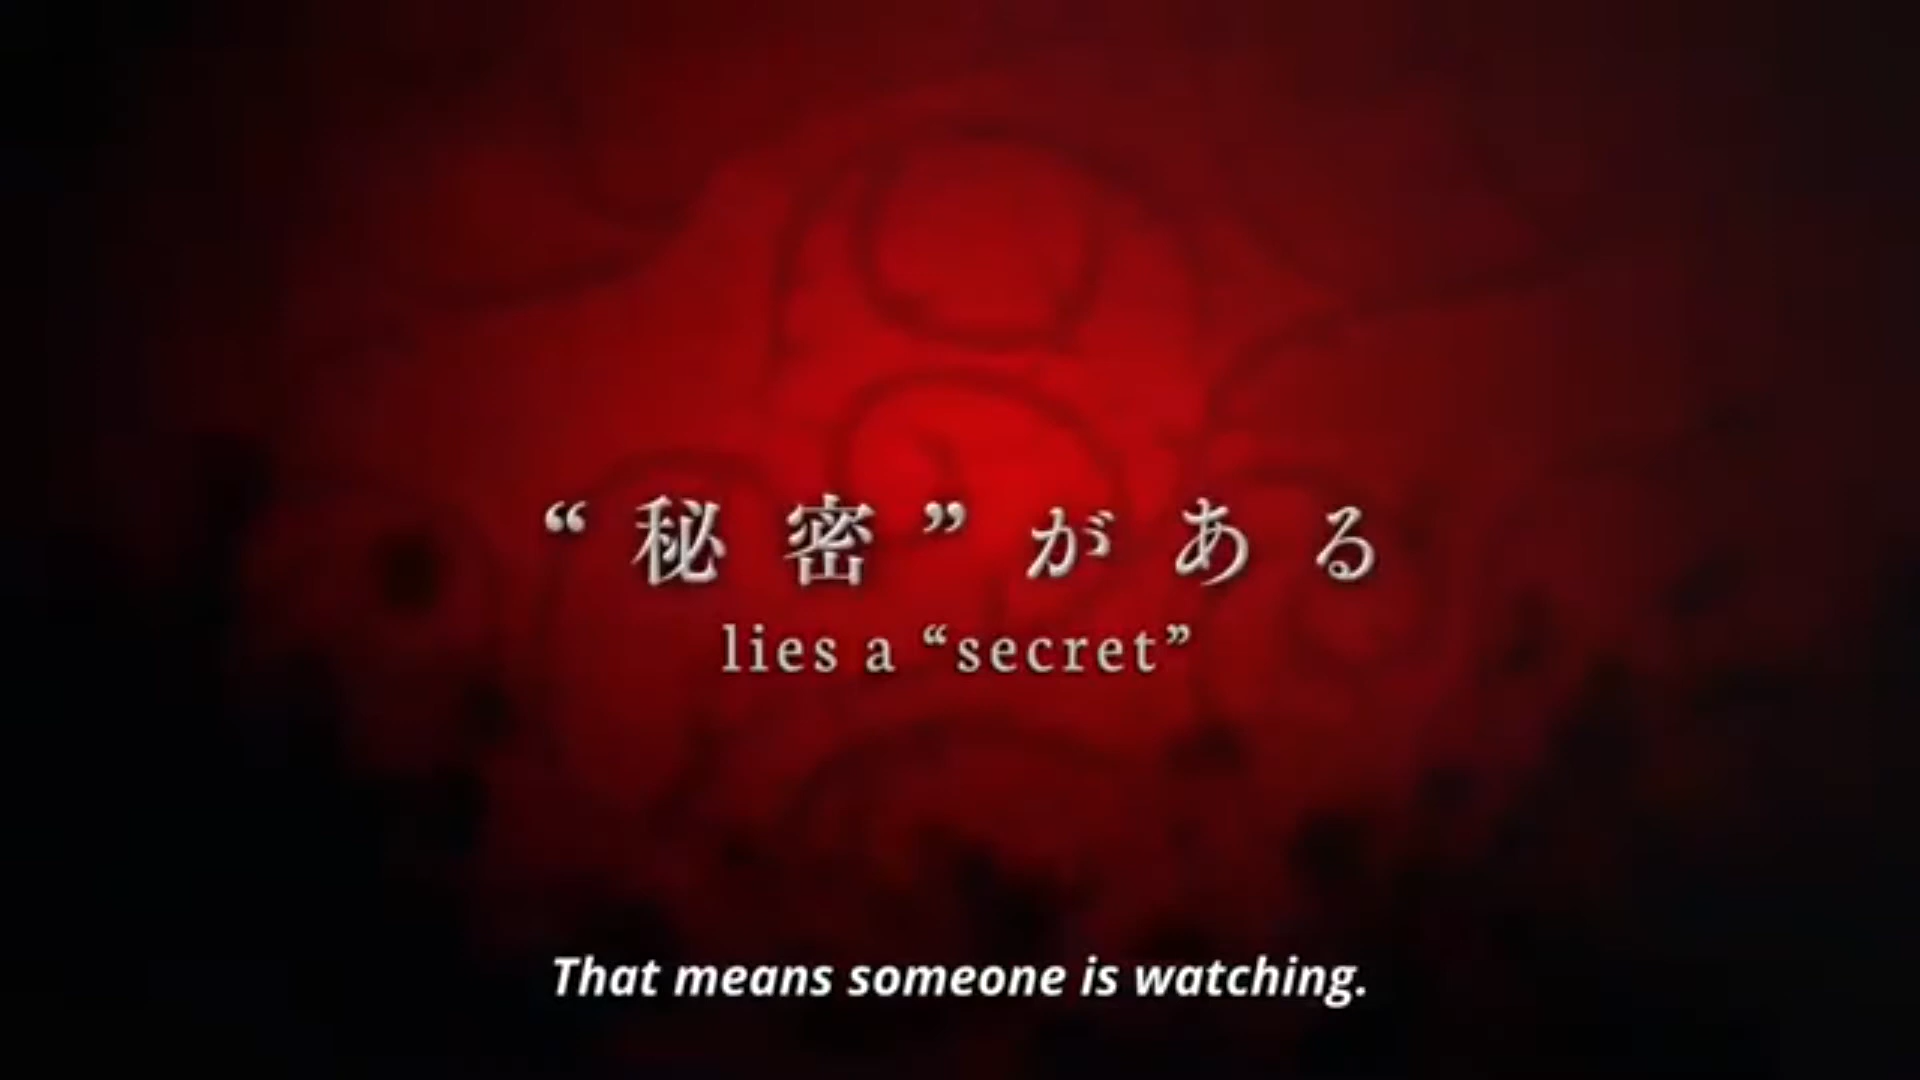 “秘密”がある
lies a “secret”
That means someone is watching.